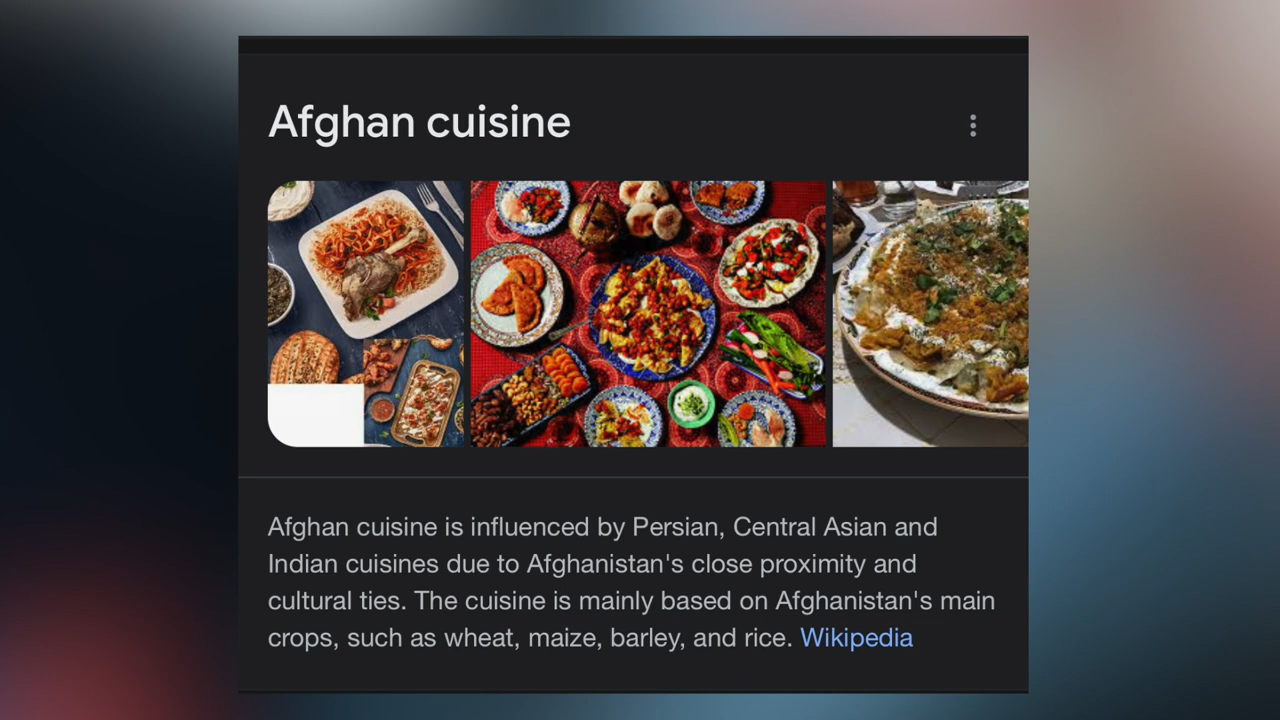 Afghan cuisine
Afghan cuisine is influenced by Persian, Central Asian and
Indian cuisines due to Afghanistan's close proximity and
cultural ties. The cuisine is mainly based on Afghanistan's main
crops, such as wheat, maize, barley, and rice. Wikipedia